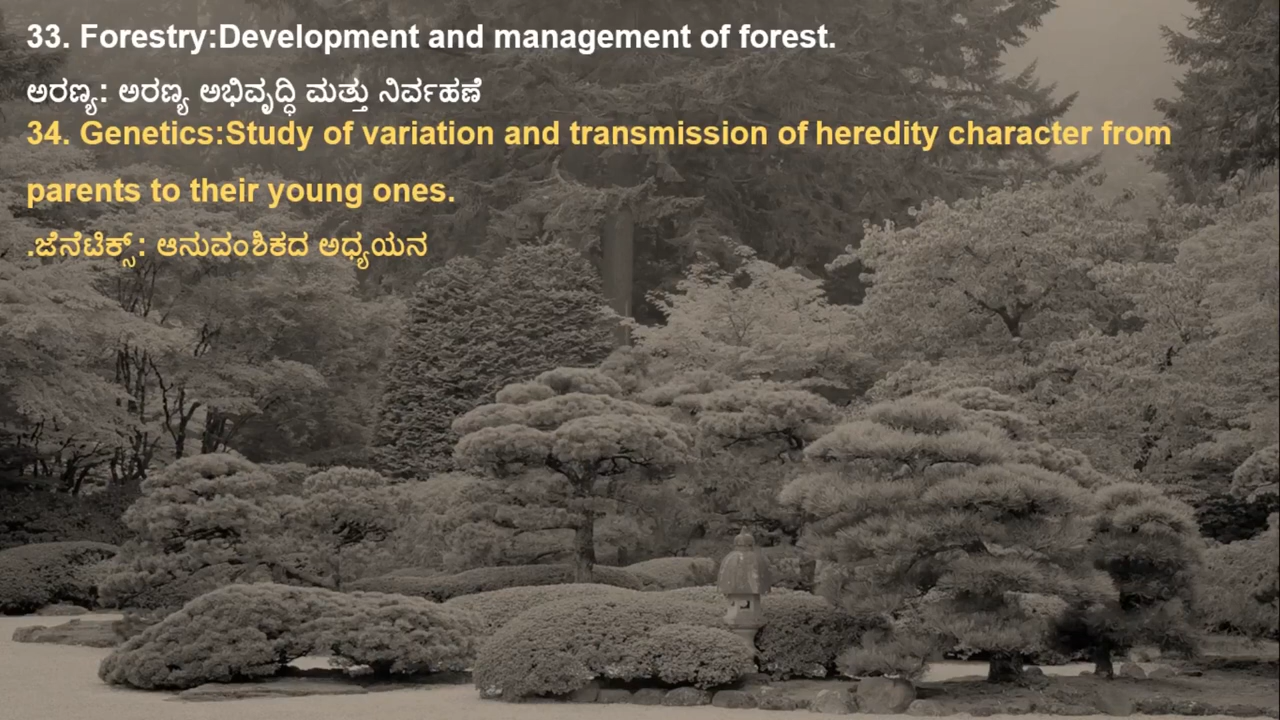 33. Forestry:Development and management of forest.
ಅರಣ್ಯ: ಅರಣ್ಯ ಅಭಿವೃದ್ಧಿ ಮತ್ತು ನಿರ್ವಹಣೆ
34. Genetics:Study of variation and transmission of heredity character from
parents to their young ones.
.ಜೆನೆಟಿಕ್ಸ್: ಆನುವಂಶಿಕದ ಅಧ್ಯಯನ